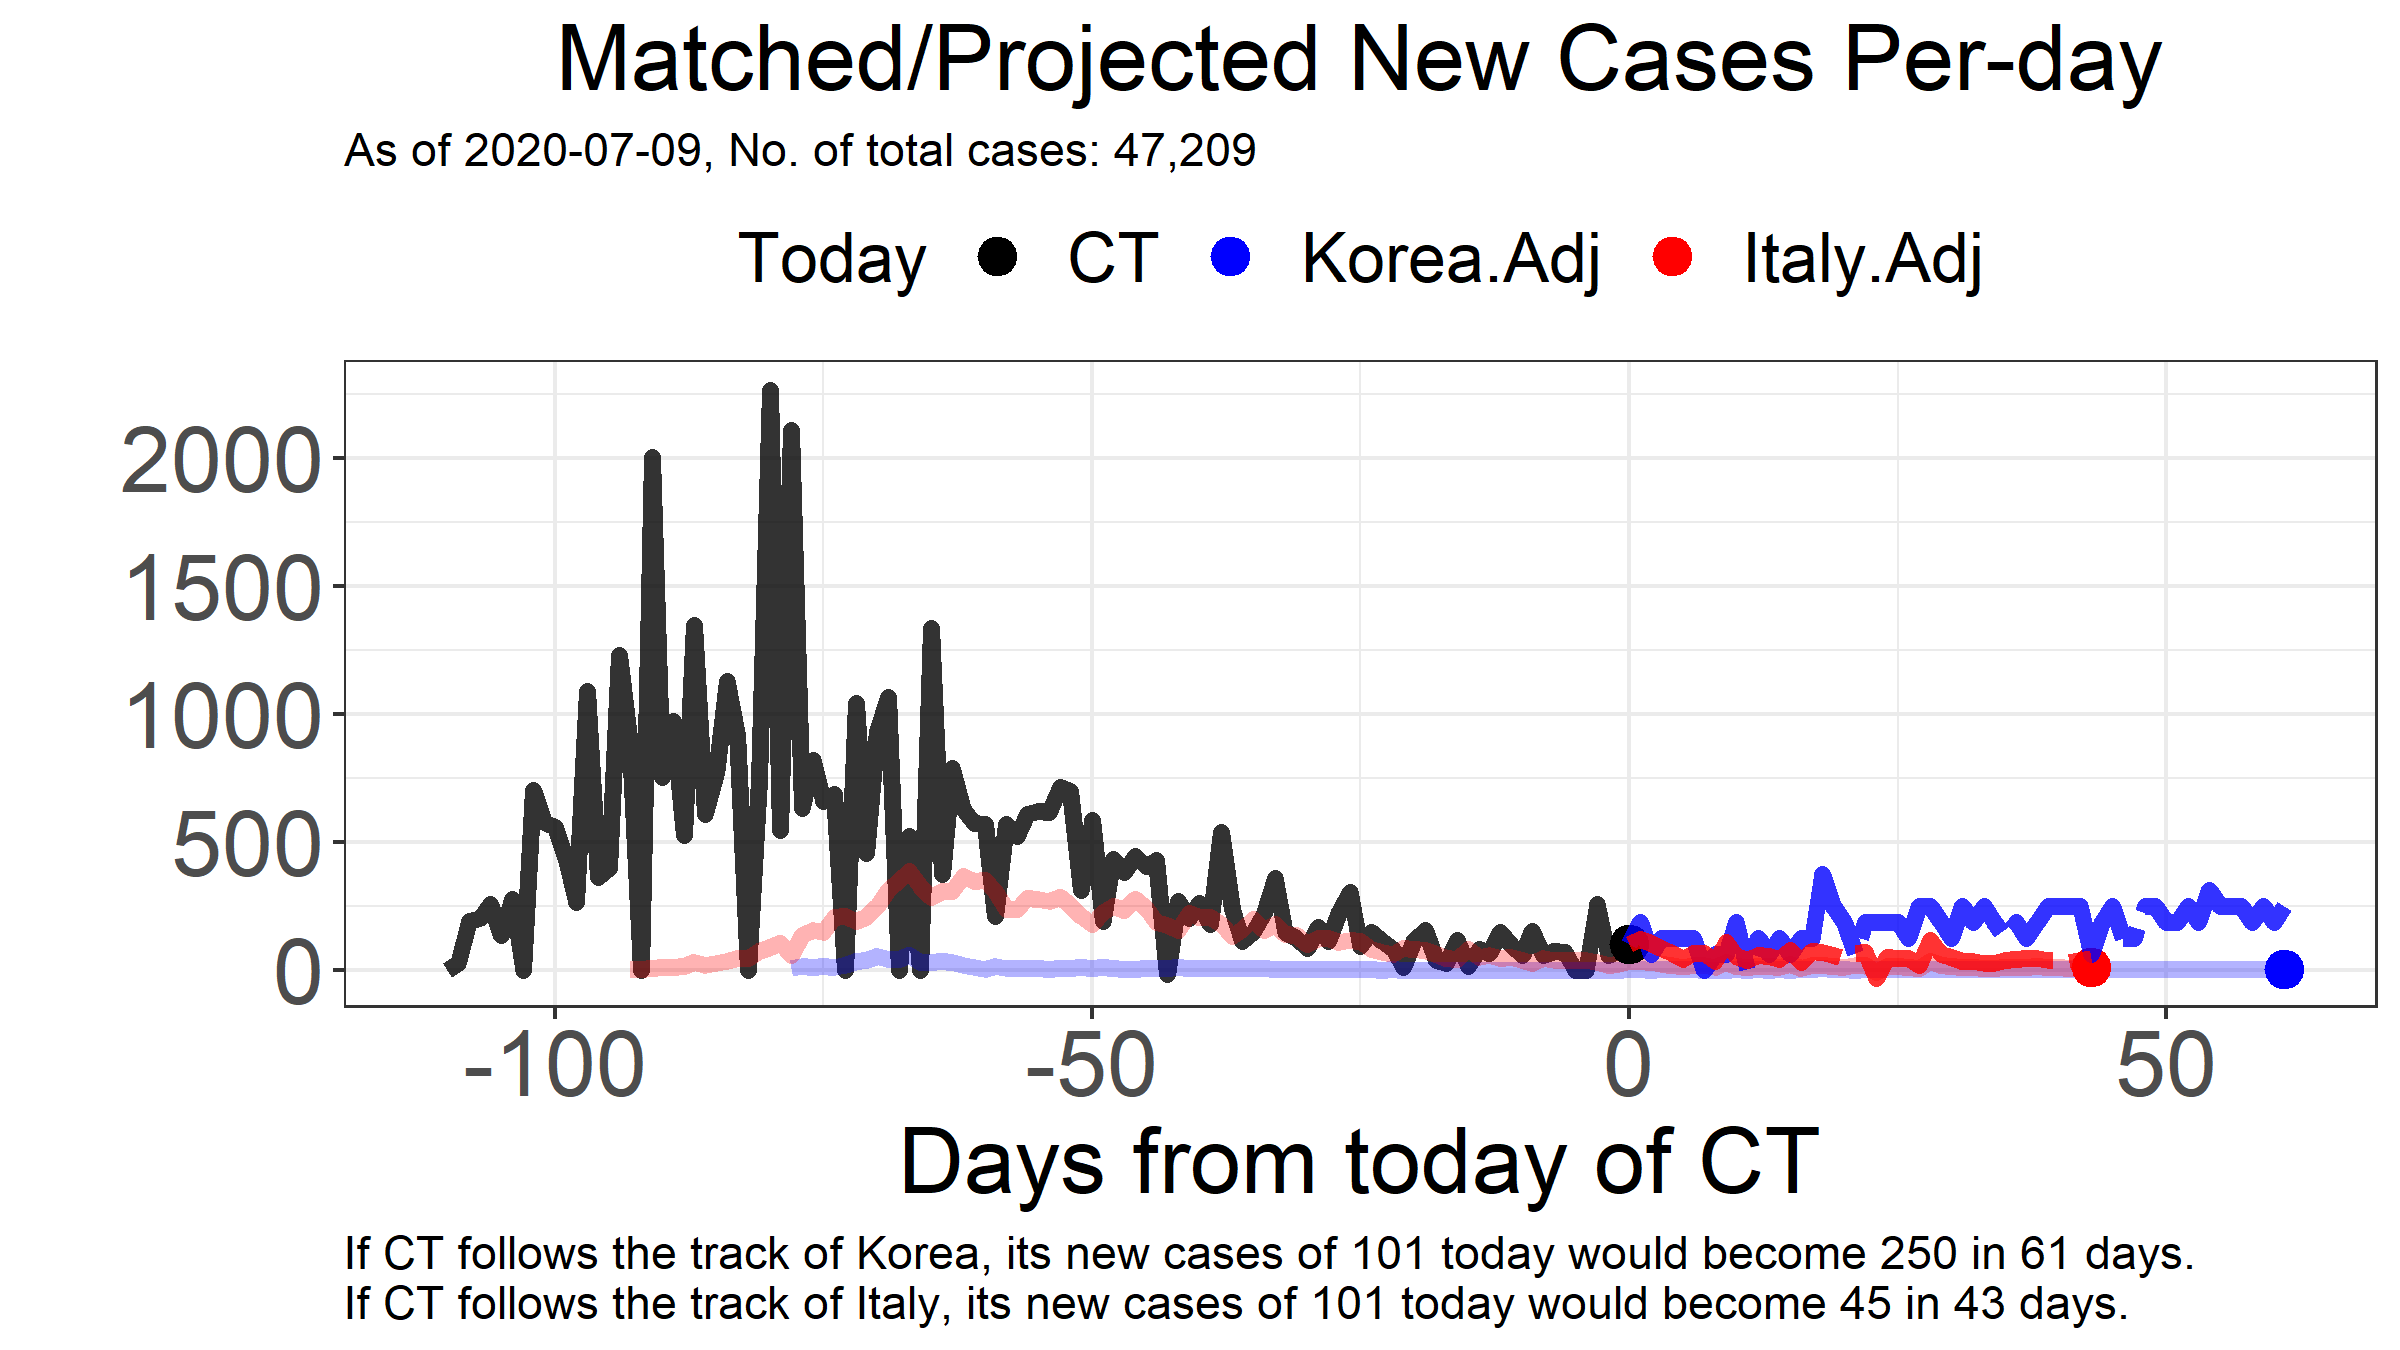 Matched/Projected New Cases Per-day
As of 2020-07-09, No. of total cases: 47,209
Today CT Korea.Adj Italy.Adj
2000
1500
1000
500
0
-100 -50 0 50
Days from today of CT
If CT follows the track of Korea, its new cases of 101 today would become 250 in 61 days.
If CT follows the track of Italy, its new cases of 101 today would become 45 in 43 days.